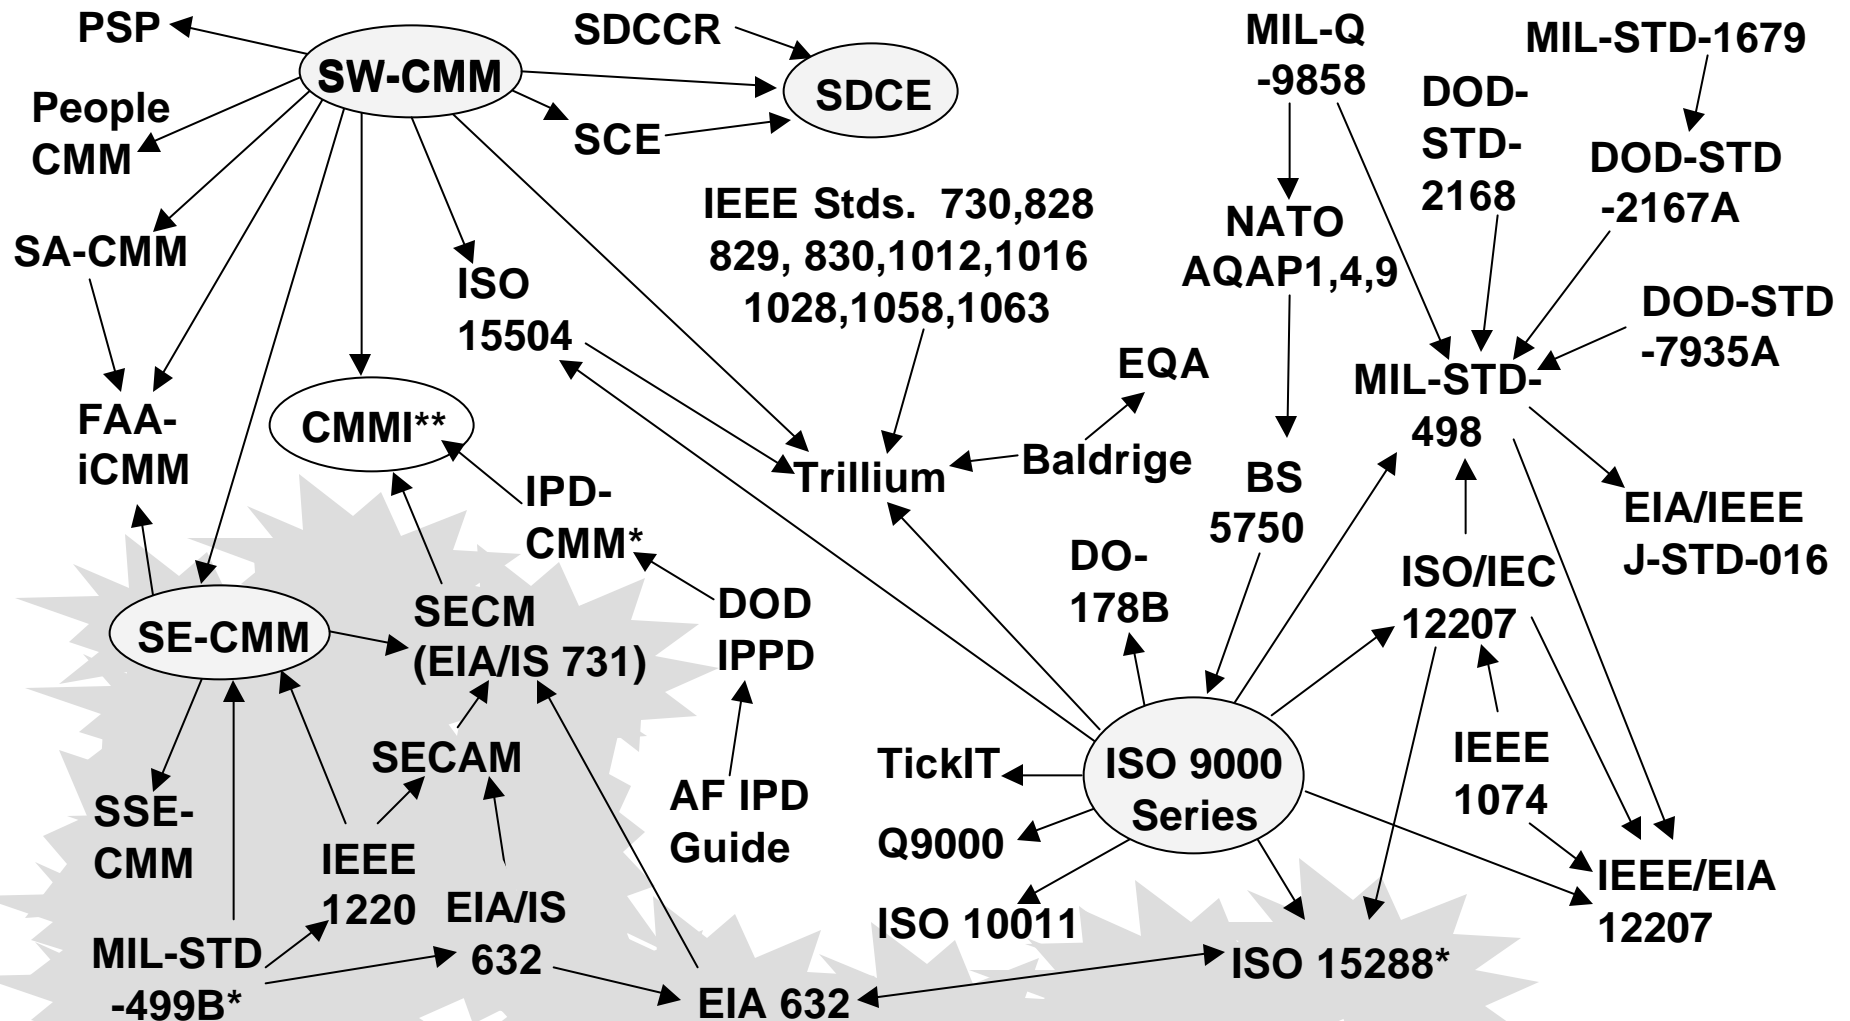 PSP
SW-CMM
SDCCR
SDCE
SCE
People
CMM
SA-CMM
FAA-
iCMM
ISO
15504
CMMI**
IEEE Stds. 730,828
829, 830,1012,1016
1028,1058,1063
MIL-Q
-9858
NATO
AQAP1,4,9
DOD-
STD-
2168
MIL-STD-1679
DOD-STD
-2167A
DOD-STD
-7935A
MIL-STD-
498
EQA
Baldrige
Trillium
BS
5750
EIA/IEEE
J-STD-016
IPD-
CMM*
DO-
178B
ISO/IEC
12207
SE-CMM
SECM
(EIA/IS 731)
DOD
IPPD
SECAM
SSE-
CMM
IEEE
1220
EIA/IS
632
AF IPD
Guide
TickIT
ISO 9000
Series
Q9000
ISO 10011
IEEE
1074
IEEE/EIA
12207
MIL-STD
-499B*
EIA 632
ISO 15288*